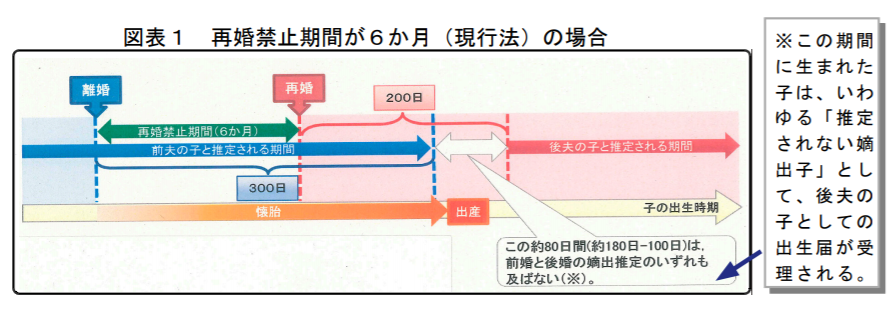 図表１　再婚禁止期間が６か月（現行法）の場合
離婚
再婚
200日
再婚禁止期間(６か月)
前夫の子と推定される期間
後夫の子と推定される期間
300日
懐胎
出産
子の出生時期
この約80日間(約180日-100日)は,
前婚と後婚の嫡出推定のいずれも
及ばない(※)。
※この期間
に生まれた
子は、いわ
ゆる「推定
されない嫡
出子」とし
て、後夫の
子としての
出生届が受
理される。